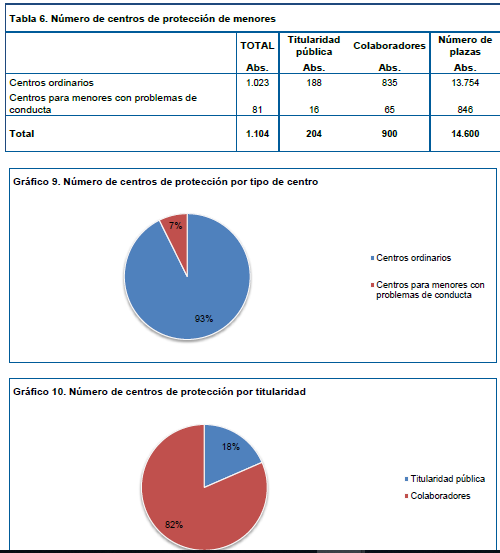 Tabla 6. Número de centros de protección de menores
TOTAL Titularidad pública Colaboradores Número de plazas
Abs. Abs. Abs. Abs.
Centros ordinarios 1.023 188 835 13.754
Centros para menores con problemas de
conducta 81 16 65 846
Total 1.104 204 900 14.600
Gráfico 9. Número de centros de protección por tipo de centro
7%
93%
Centros ordinarios
Centros para menores con
problemas de conducta
Gráfico 10. Número de centros de protección por titularidad
18%
82%
Titularidad pública
Colaboradores